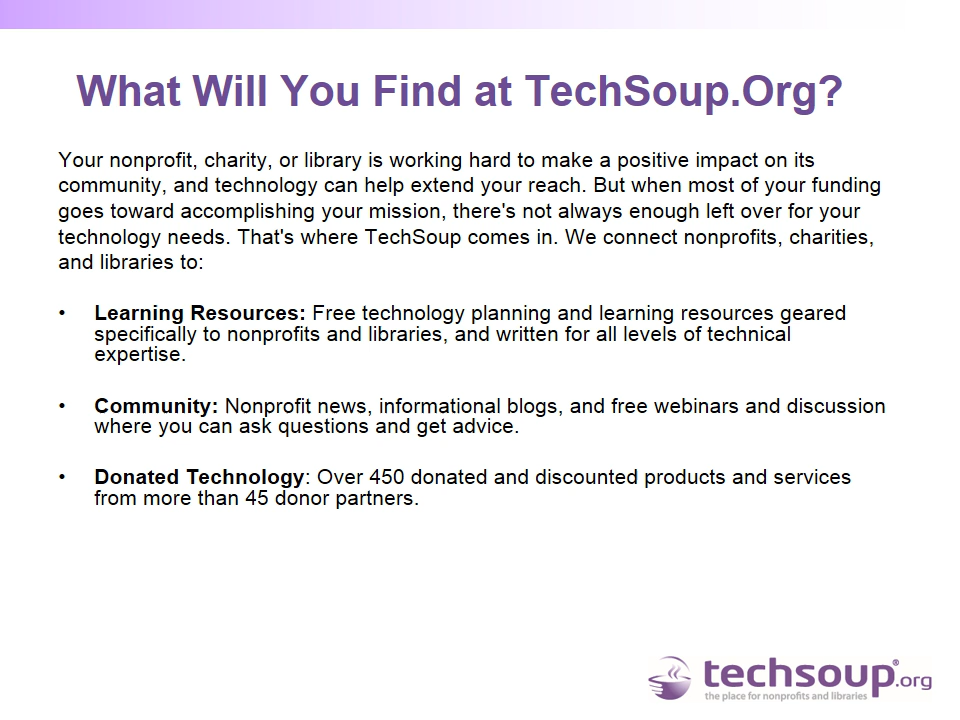 What Will You Find at TechSoup.Org?
Your nonprofit, charity, or library is working hard to make a positive impact on its
community, and technology can help extend your reach. But when most of your funding
goes toward accomplishing your mission, there's not always enough left over for your
technology needs. That's where TechSoup comes in. We connect nonprofits, charities,
and libraries to:
• Learning Resources: Free technology planning and learning resources geared
specifically to nonprofits and libraries, and written for all levels of technical
expertise.
• Community: Nonprofit news, informational blogs, and free webinars and discussion
where you can ask questions and get advice.
• Donated Technology: Over 450 donated and discounted products and services
from more than 45 donor partners.
techsoup®.org
the place for nonprofits and libraries